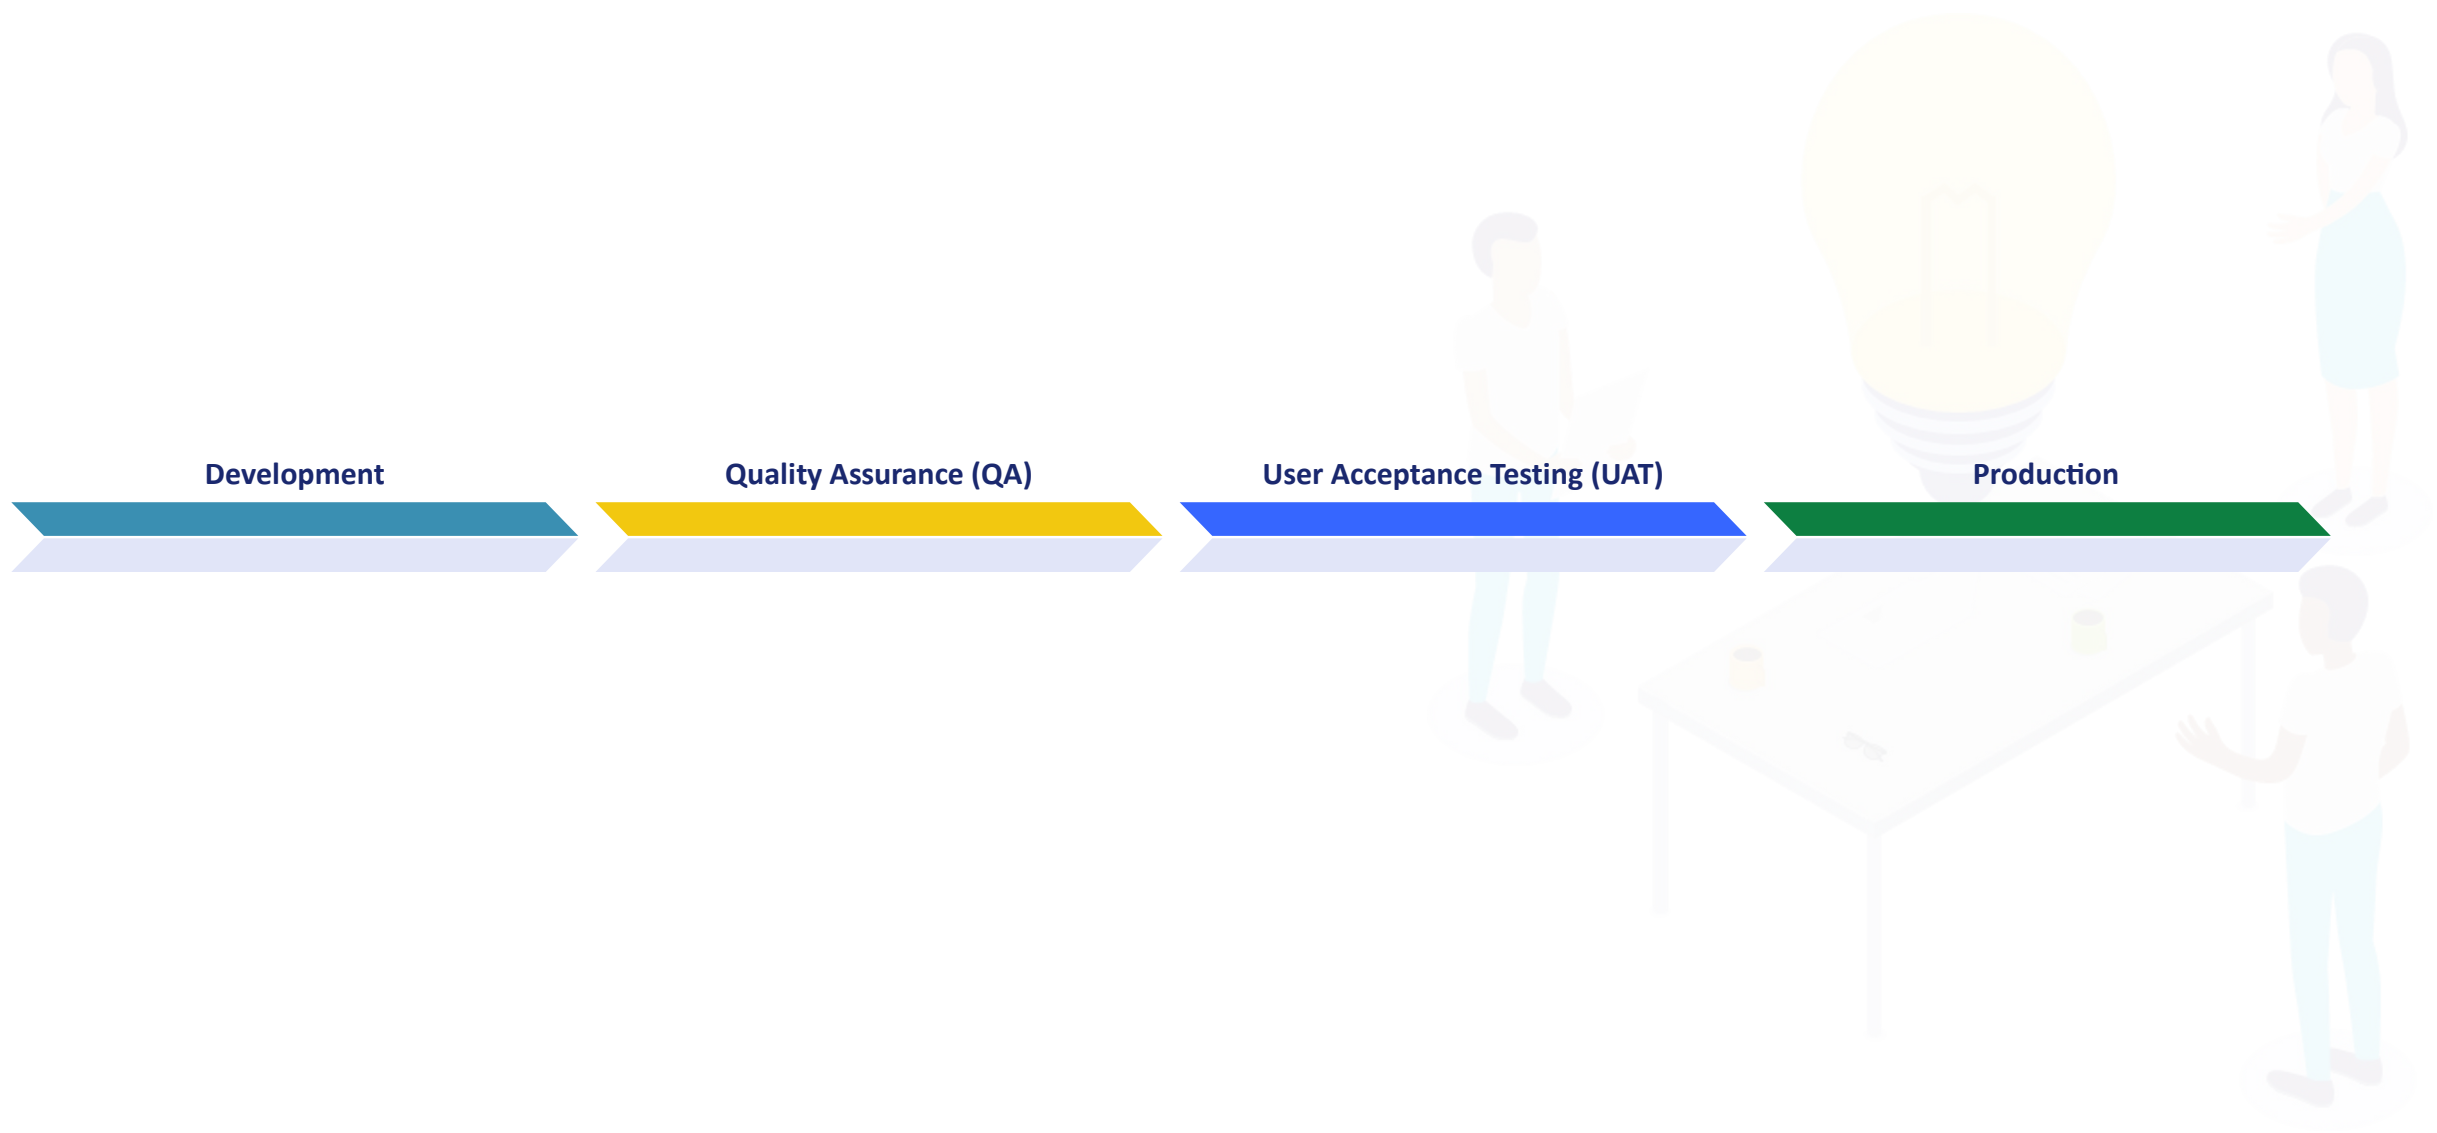 Development
Quality Assurance (QA)
User Acceptance Testing (UAT)
Production